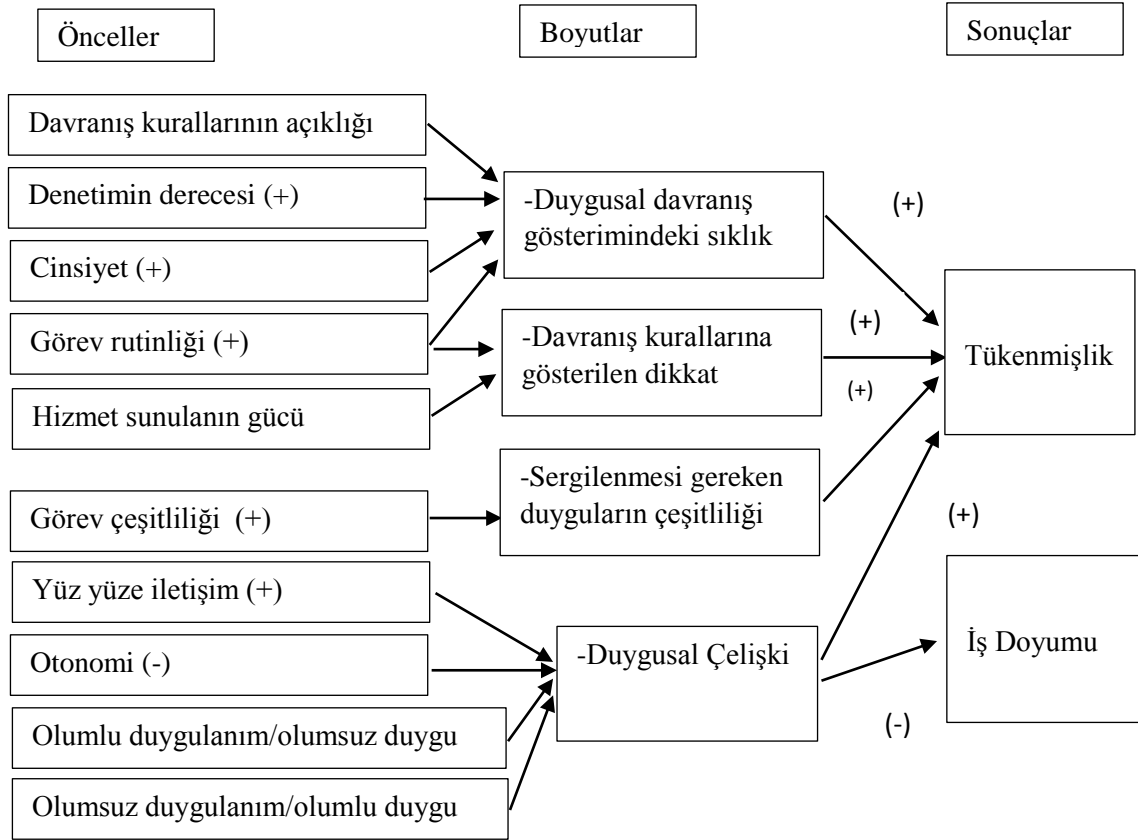 Önceller
Boyutlar
Sonuçlar
Davranış kurallarının açıklığı
Denetimin derecesi (+)
Cinsiyet (+)
Görev rutinliği (+)
Hizmet sunulanın gücü
Görev çeşitliliği (+)
Yüz yüze iletişim (+)
Otonomi (-)
Olumlu duygulanım/olumsuz duygu
Olumsuz duygulanım/olumlu duygu
-Duygusal davranış
gösterimindeki sıklık
-Davranış kurallarına
gösterilen dikkat
-Sergilenmesi gereken
duyguların çeşitliliği
-Duygusal Çelişki
(+)
(+)
(+)
(+)
(-)
Tükenmişlik
İş Doyumu